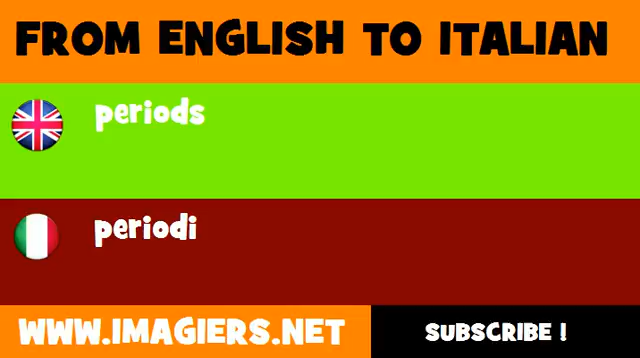 FROM ENGLISH TO ITALIAN
periods
periodi
WWW.IMAGIERS.NET
SUBSCRIBE !